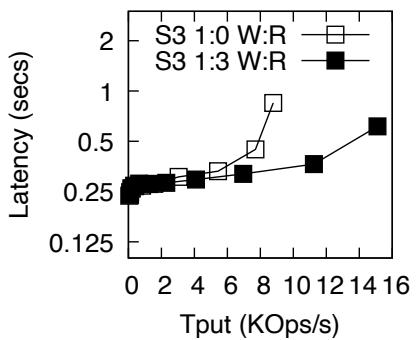 2
S3 1:0 W:R
S3 1:3 W:R
1
0.5
0.25
0.125
Latency (secs)
0 2 4 6 8 10 12 14 16
Tput (KOps/s)